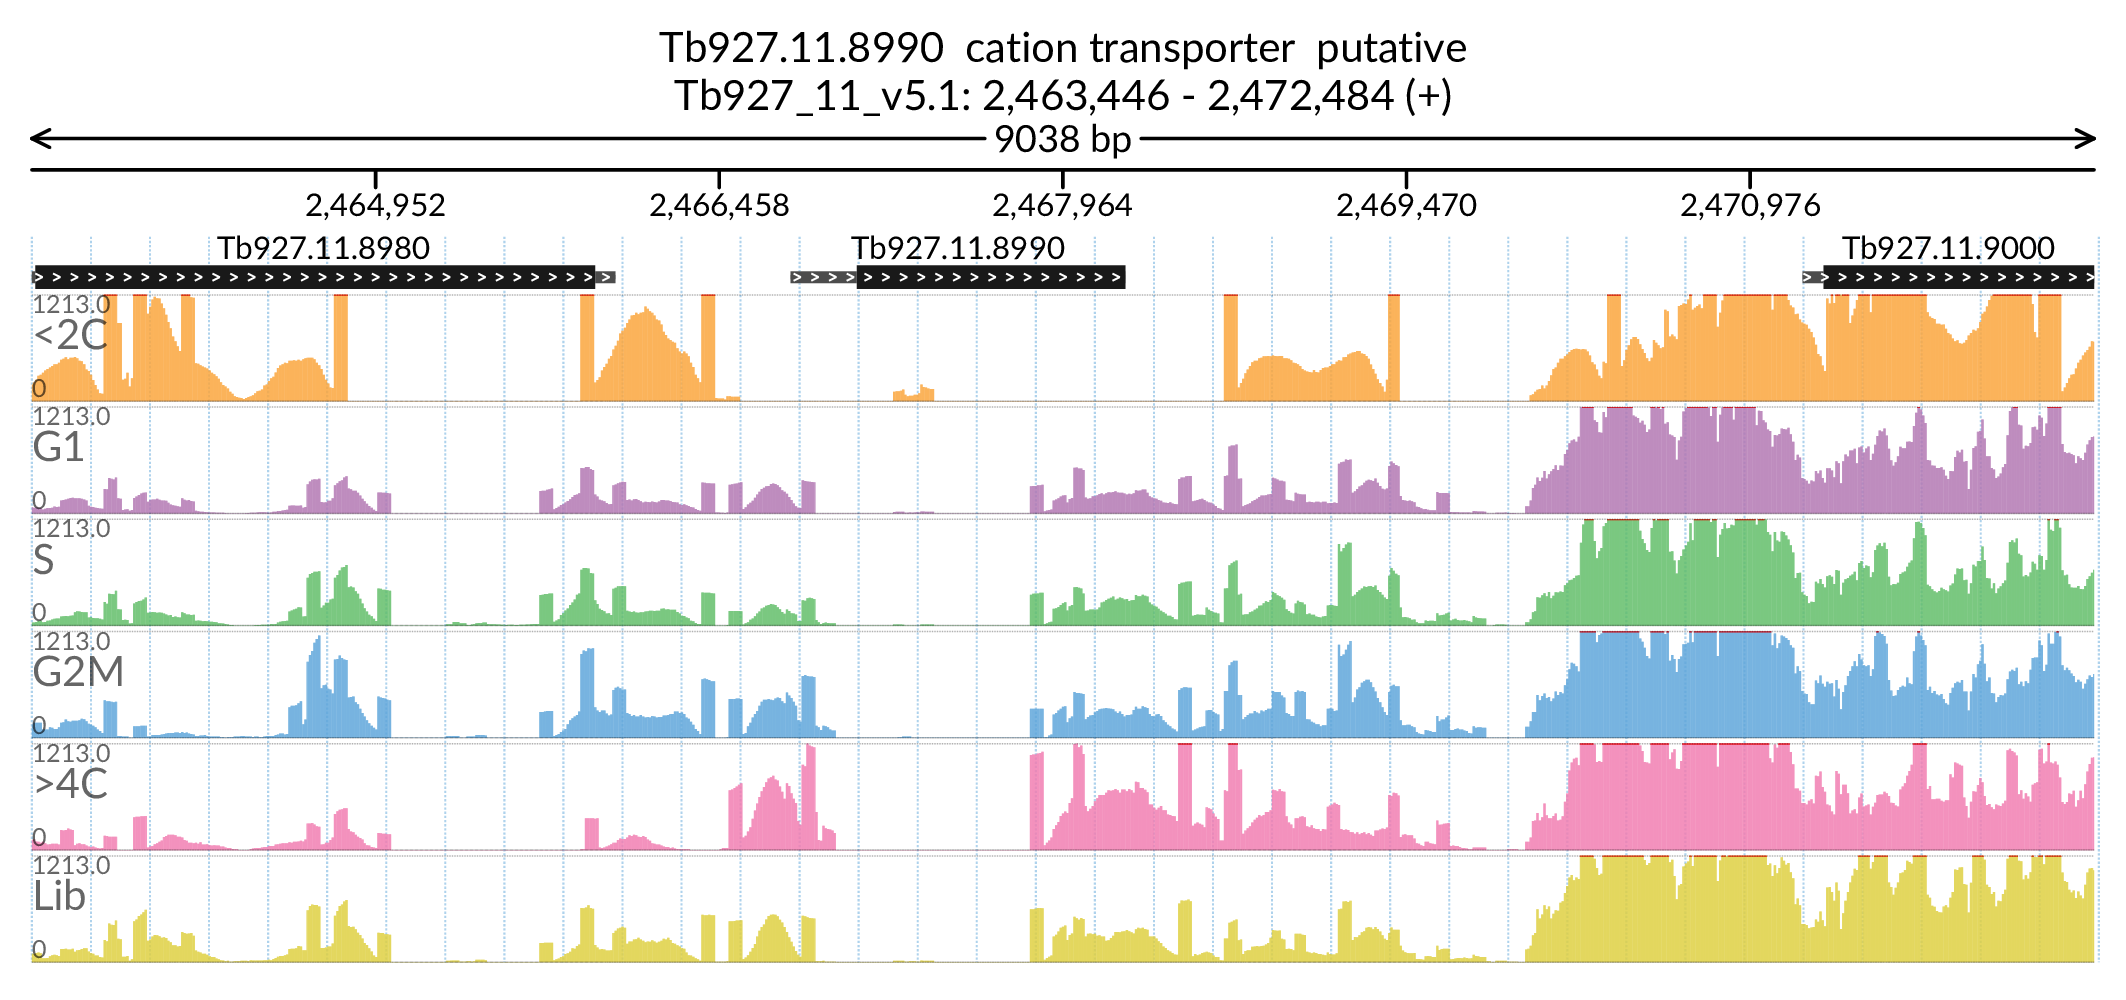 Tb927.11.8990  cation transporter  putative
Tb927_11_v5.1: 2,463,446 - 2,472,484 (+)
9038 bp
2,464,952 2,466,458 2,467,964 2,469,470 2,470,976
Tb927.11.8980 Tb927.11.8990 Tb927.11.9000
1213.0
<2C
0
1213.0
G1
0
1213.0
S
0
1213.0
G2M
0
1213.0
>4C
0
1213.0
Lib
0